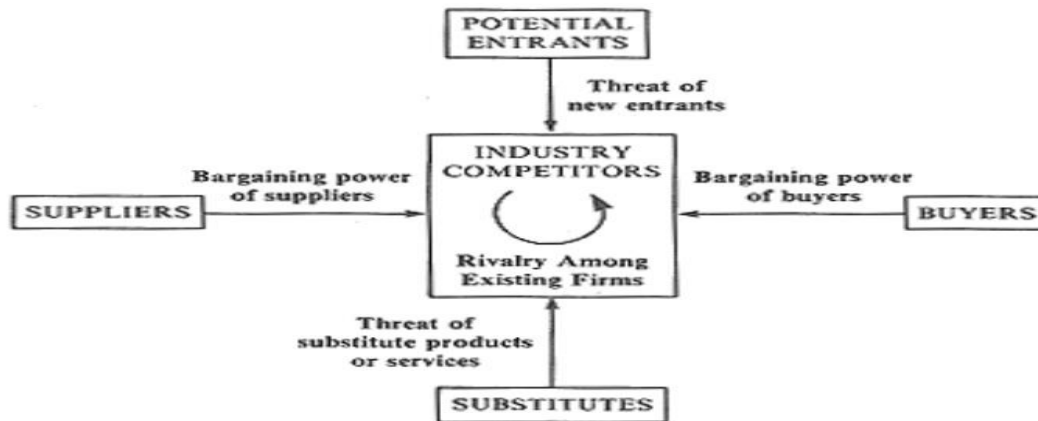 POTENTIAL
ENTRANTS
Threat of
new entrants
INDUSTRY
COMPETITORS
Bargaining power
of suppliers
SUPPLIERS
Bargaining power
of buyers
BUYERS
Rivalry Among
Existing Firms
Threat of
substitute products
or services
SUBSTITUTES